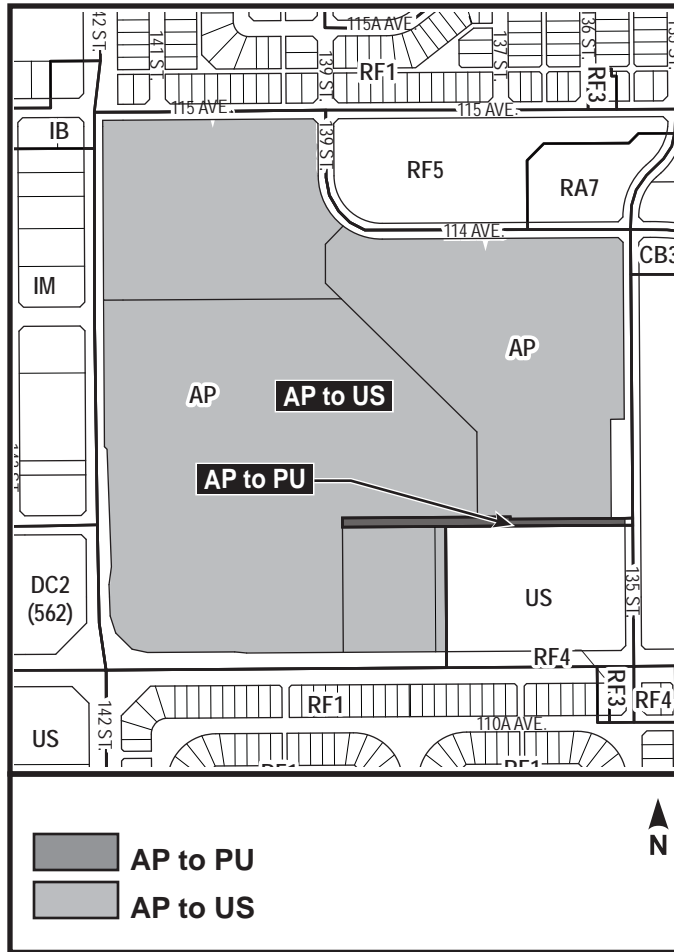 115A AVE.
142 ST.
141 ST.
139 ST.
137 ST.
136 ST.
RF1
RF3
115 AVE.
115 AVE.
IB
139 ST.
RF5
RA7
114 AVE.
CB3
IM
AP
AP
AP to US
AP to PU
DC2
(562)
US
135 ST.
RF4
RF1
RF3
RF4
142 ST.
110A AVE.
US
RF1
RF1
AP to PU
AP to US
N